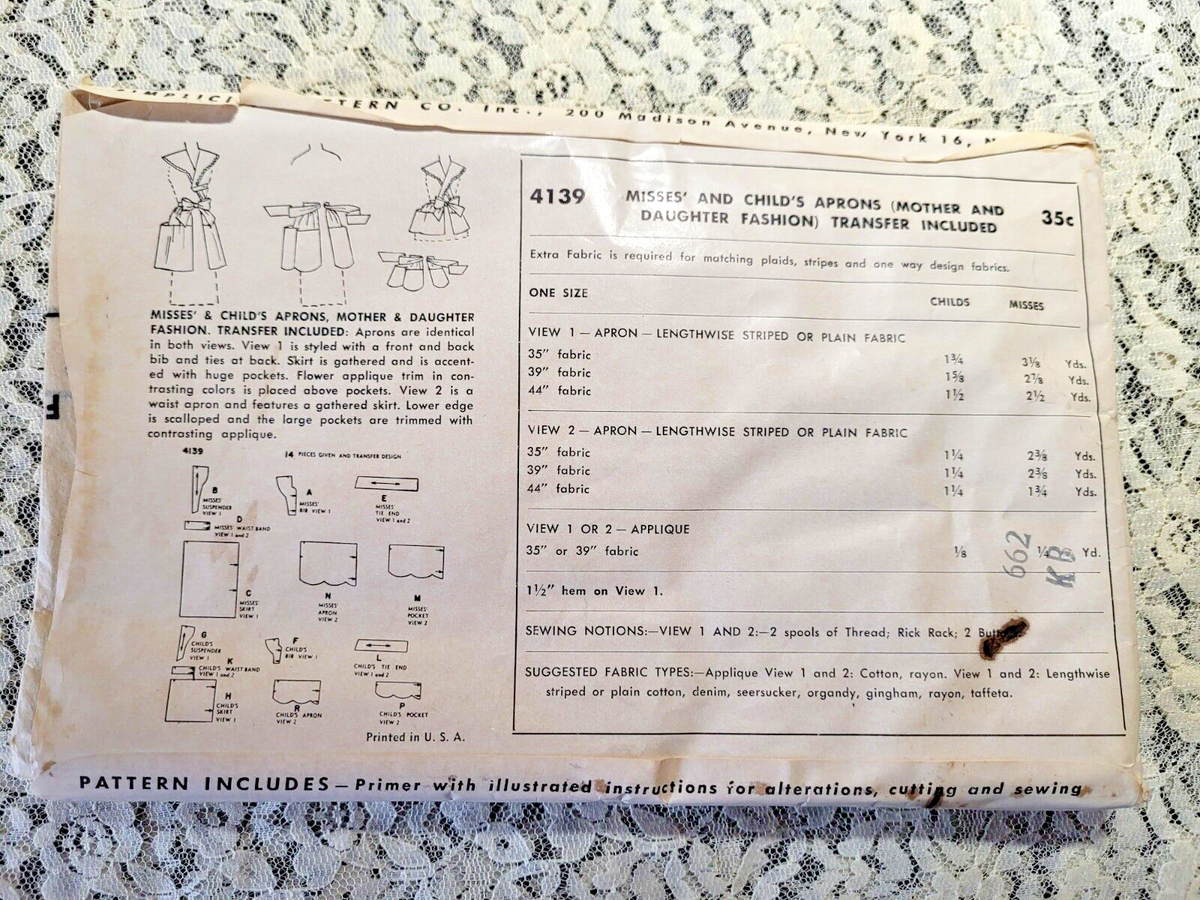 TERN CO. Inc., 200 Madison Avenue, New York 16, N
4139 MISSES' AND CHILD'S APRONS (MOTHER AND DAUGHTER FASHION) TRANSFER INCLUDED 35c
Extra Fabric is required for matching plaids, stripes and one way design fabrics.
ONE SIZE CHILDS MISSES
VIEW 1 — APRON — LENGTHWISE STRIPED OR PLAIN FABRIC
35" fabric 1¾ 3⅛ Yds.
39" fabric 1⅝ 2⅞ Yds.
44" fabric 1½ 2½ Yds.
VIEW 2 — APRON — LENGTHWISE STRIPED OR PLAIN FABRIC
35" fabric 1¼ 2⅜ Yds.
39" fabric 1¼ 2⅜ Yds.
44" fabric 1¼ 1¾ Yds.
VIEW 1 OR 2 — APPLIQUE
35" or 39" fabric ⅛ ¼ Yd.
662
KB
1½" hem on View 1.
SEWING NOTIONS:—VIEW 1 AND 2:—2 spools of Thread; Rick Rack; 2
SUGGESTED FABRIC TYPES:—Applique View 1 and 2: Cotton, rayon. View 1 and 2: Lengthwise
striped or plain cotton, denim, seersucker, organdy, gingham, rayon, taffeta.
MISSES' & CHILD'S APRONS, MOTHER & DAUGHTER
FASHION. TRANSFER INCLUDED: Aprons are identical
in both views. View 1 is styled with a front and back
bib and ties at back. Skirt is gathered and is accent-
ed with huge pockets. Flower applique trim in con-
trasting colors is placed above pockets. View 2 is a
waist apron and features a gathered skirt. Lower edge
is scalloped and the large pockets are trimmed with
contrasting applique.
4139 14 PIECES GIVEN AND TRANSFER DESIGN
B MISSES' SUSPENDER VIEW 1
A MISSES' BIB VIEW 1
E MISSES' TIE END VIEW 1 and 2
D MISSES' WAIST BAND VIEW 1 and 2
C MISSES' SKIRT VIEW 1
N MISSES' APRON VIEW 2
M MISSES' POCKET VIEW 2
G CHILD'S SUSPENDER VIEW 1
F CHILD'S BIB VIEW 1
L CHILD'S TIE END VIEW 1 and 2
K CHILD'S WAIST BAND VIEW 1 and 2
H CHILD'S SKIRT VIEW 1
R CHILD'S APRON VIEW 2
P CHILD'S POCKET VIEW 2
Printed in U. S. A.
PATTERN INCLUDES — Primer with illustrated instructions for alterations, cutting and sewing